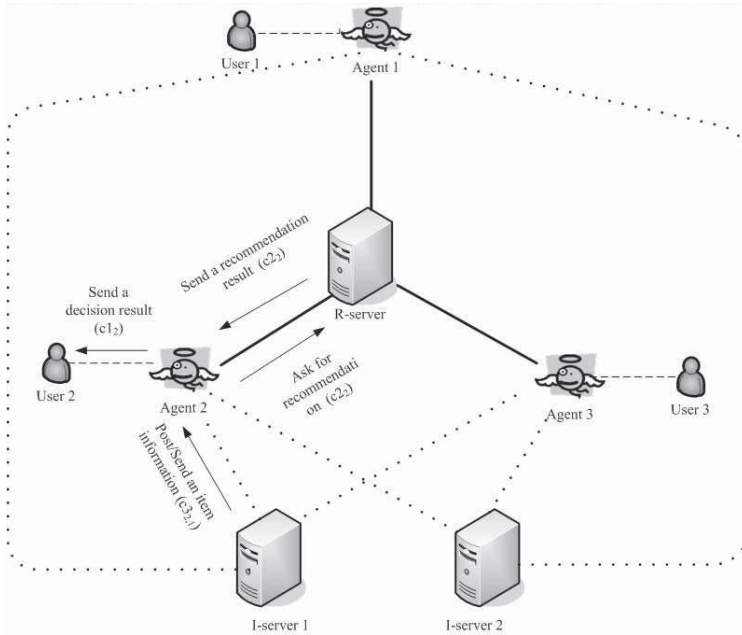 User 1
Agent 1
Send a recommendation
result (c2₂)
R-server
Send a
decision result
(c1₂)
User 2
Agent 2
Ask for
recommendati
on (c2₂)
Agent 3
User 3
Post/Send an item
information (c3₂,₁)
I-server 1
I-server 2